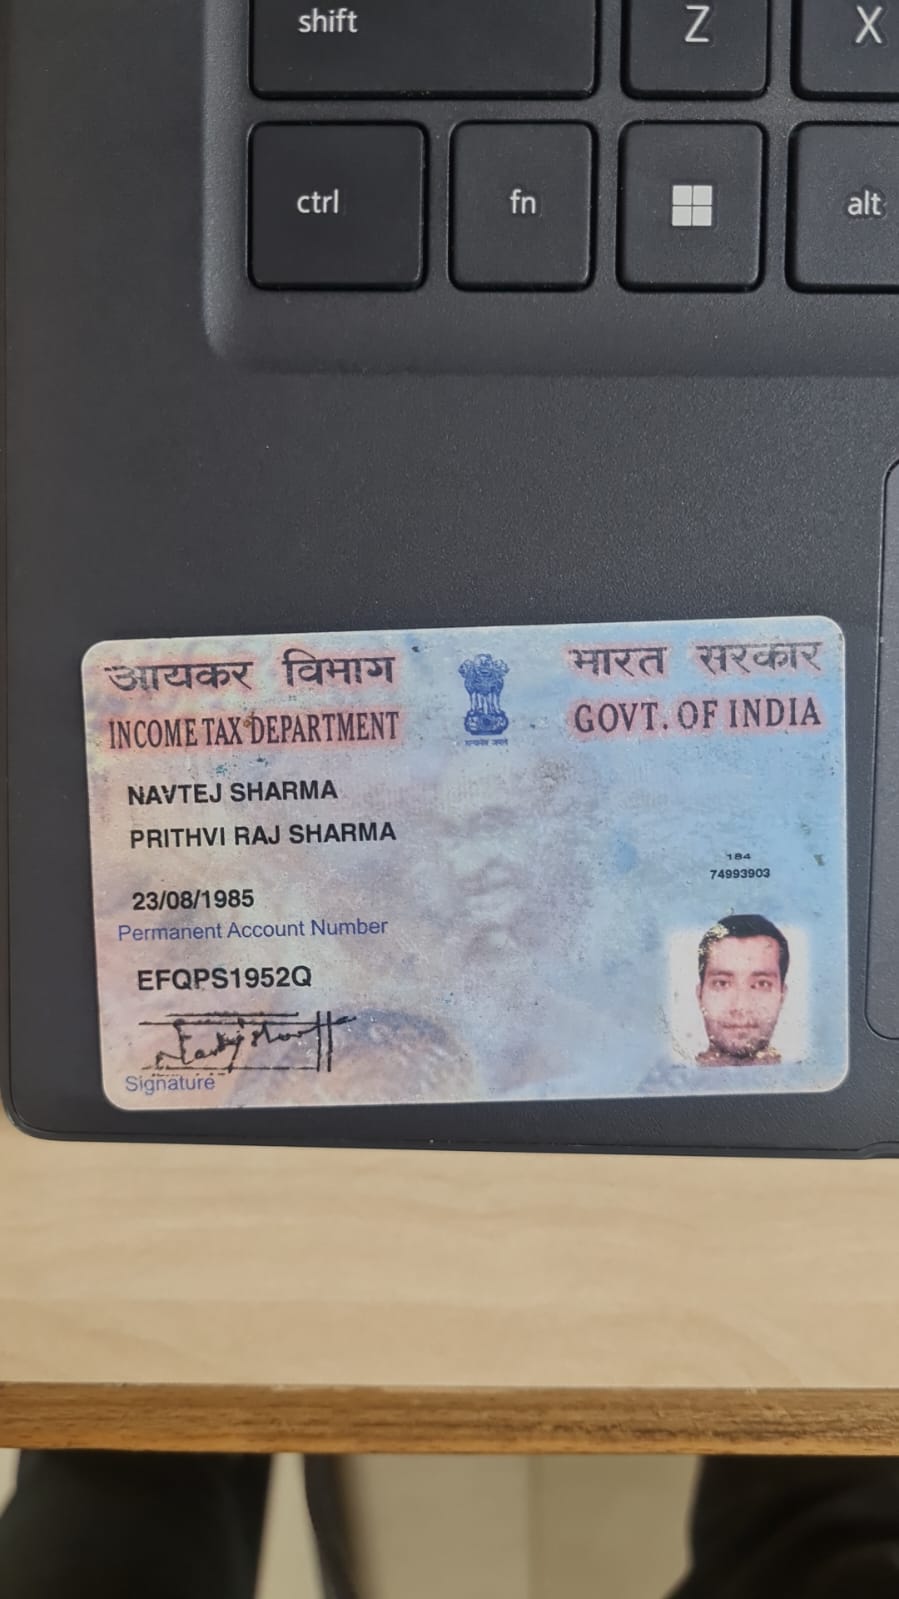 shift
Z
X
ctrl
fn
alt
आयकर विभाग
INCOME TAX DEPARTMENT
भारत सरकार
GOVT. OF INDIA
सत्यमेव जयते
NAVTEJ SHARMA
PRITHVI RAJ SHARMA
184
74993903
23/08/1985
Permanent Account Number
EFQPS1952Q
Signature